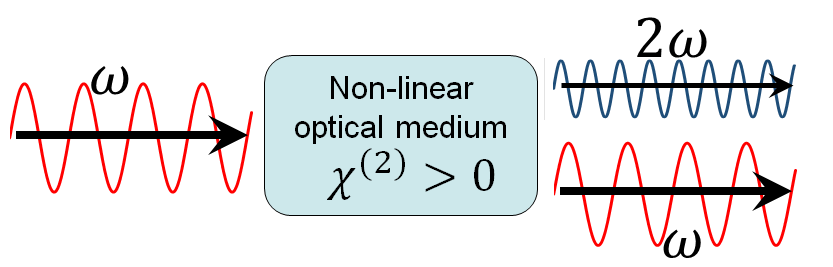 ω
Non-linear
optical medium
χ⁽²⁾ > 0
2ω
ω